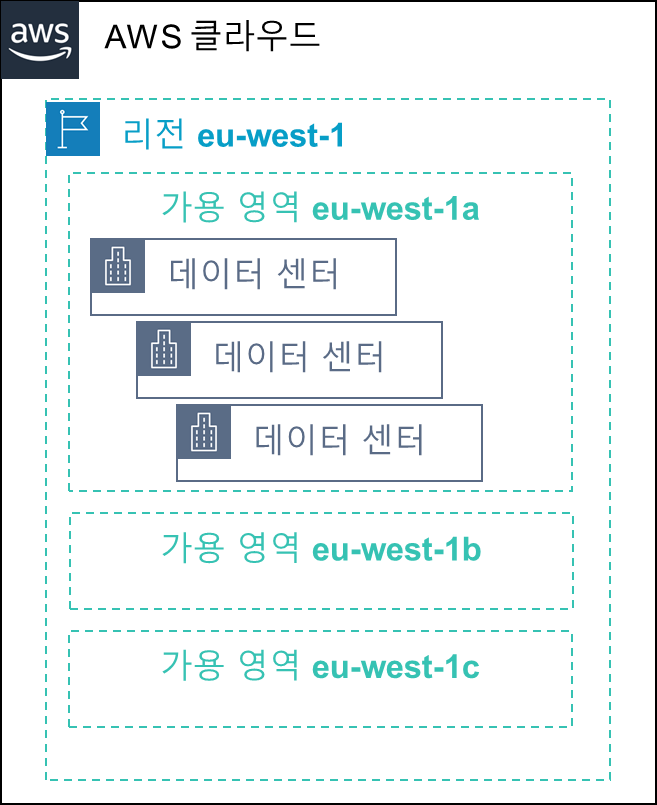 aws
AWS 클라우드
리전 eu-west-1
가용 영역 eu-west-1a
데이터 센터
데이터 센터
데이터 센터
가용 영역 eu-west-1b
가용 영역 eu-west-1c